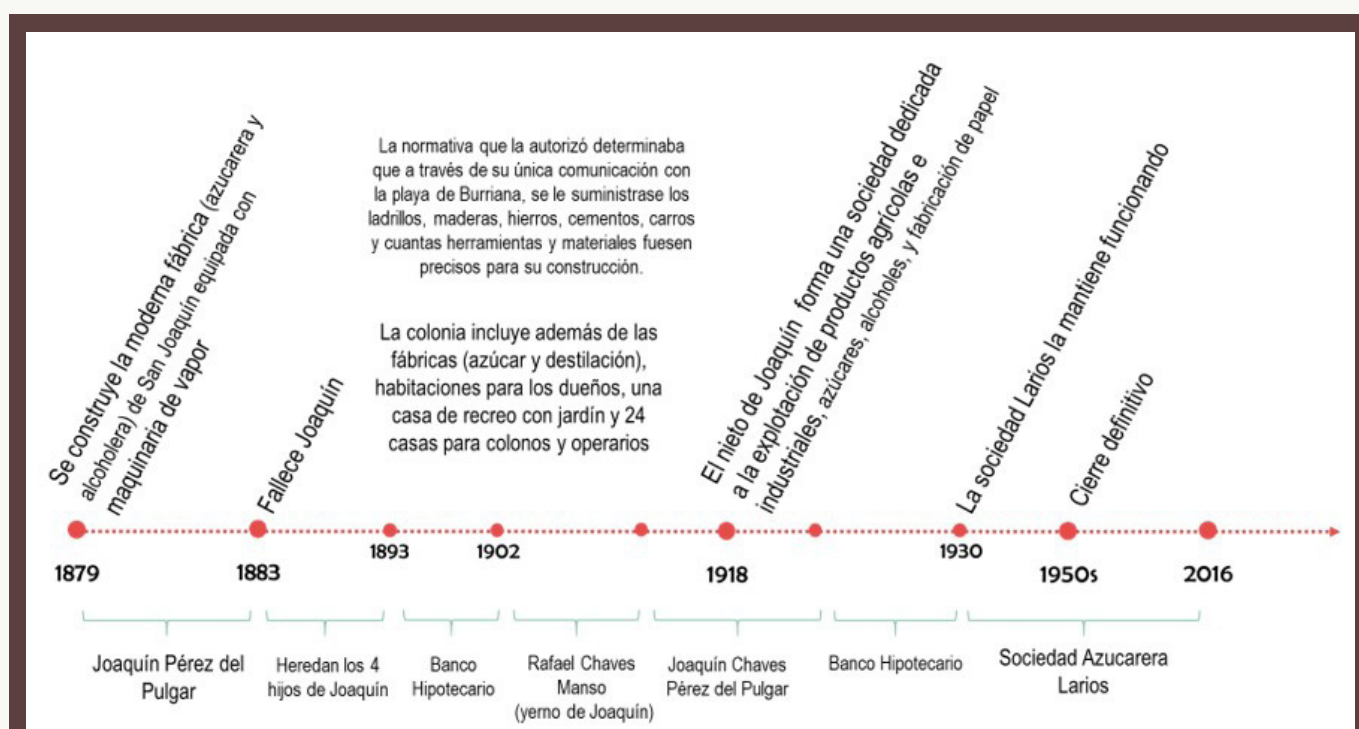 Se construye la moderna fábrica (azucarera y
alcoholera) de San Joaquín equipada con
maquinaria de vapor
Fallece Joaquín
La normativa que la autorizó determinaba
que a través de su única comunicación con
la playa de Burriana, se le suministrase los
ladrillos, maderas, hierros, cementos, carros
y cuantas herramientas y materiales fuesen
precisos para su construcción.
La colonia incluye además de las
fábricas (azúcar y destilación),
habitaciones para los dueños, una
casa de recreo con jardín y 24
casas para colonos y operarios
El nieto de Joaquín forma una sociedad dedicada
a la explotación de productos agrícolas e
industriales, azúcares, alcoholes, y fabricación de papel
La sociedad Larios la mantiene funcionando
Cierre definitivo
1879
1883
1893
1902
1918
1930
1950s
2016
Joaquín Pérez del
Pulgar
Heredan los 4
hijos de Joaquín
Banco
Hipotecario
Rafael Chaves
Manso
(yerno de Joaquín)
Joaquín Chaves
Pérez del Pulgar
Banco Hipotecario
Sociedad Azucarera
Larios